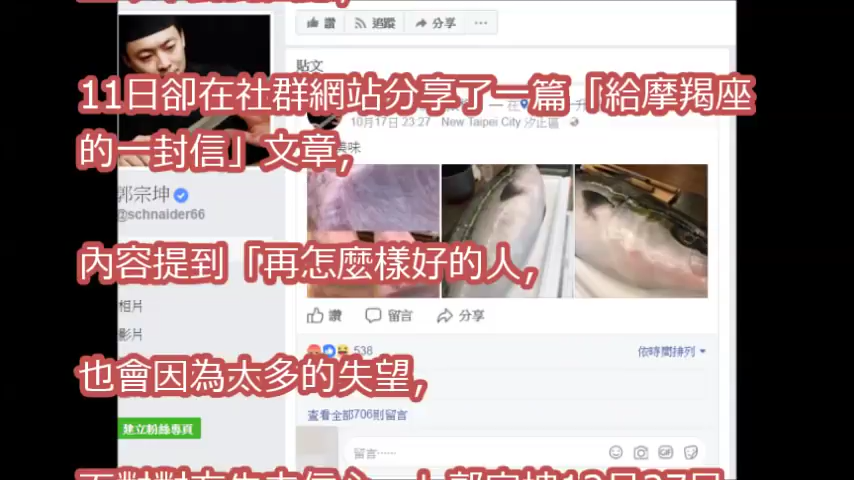 讚 追蹤 分享 ...
貼文
11日卻在社群網站分享了一篇「給摩羯座
10月17日 23:27 New Taipei City 汐止區
的一封信」文章,
美味
郭宗坤
@schnaider66
內容提到「再怎麼樣好的人,
相片
讚 留言 分享
影片
538
依時間排列
也會因為太多的失望,
查看全部706則留言
建立粉絲專頁
留言……